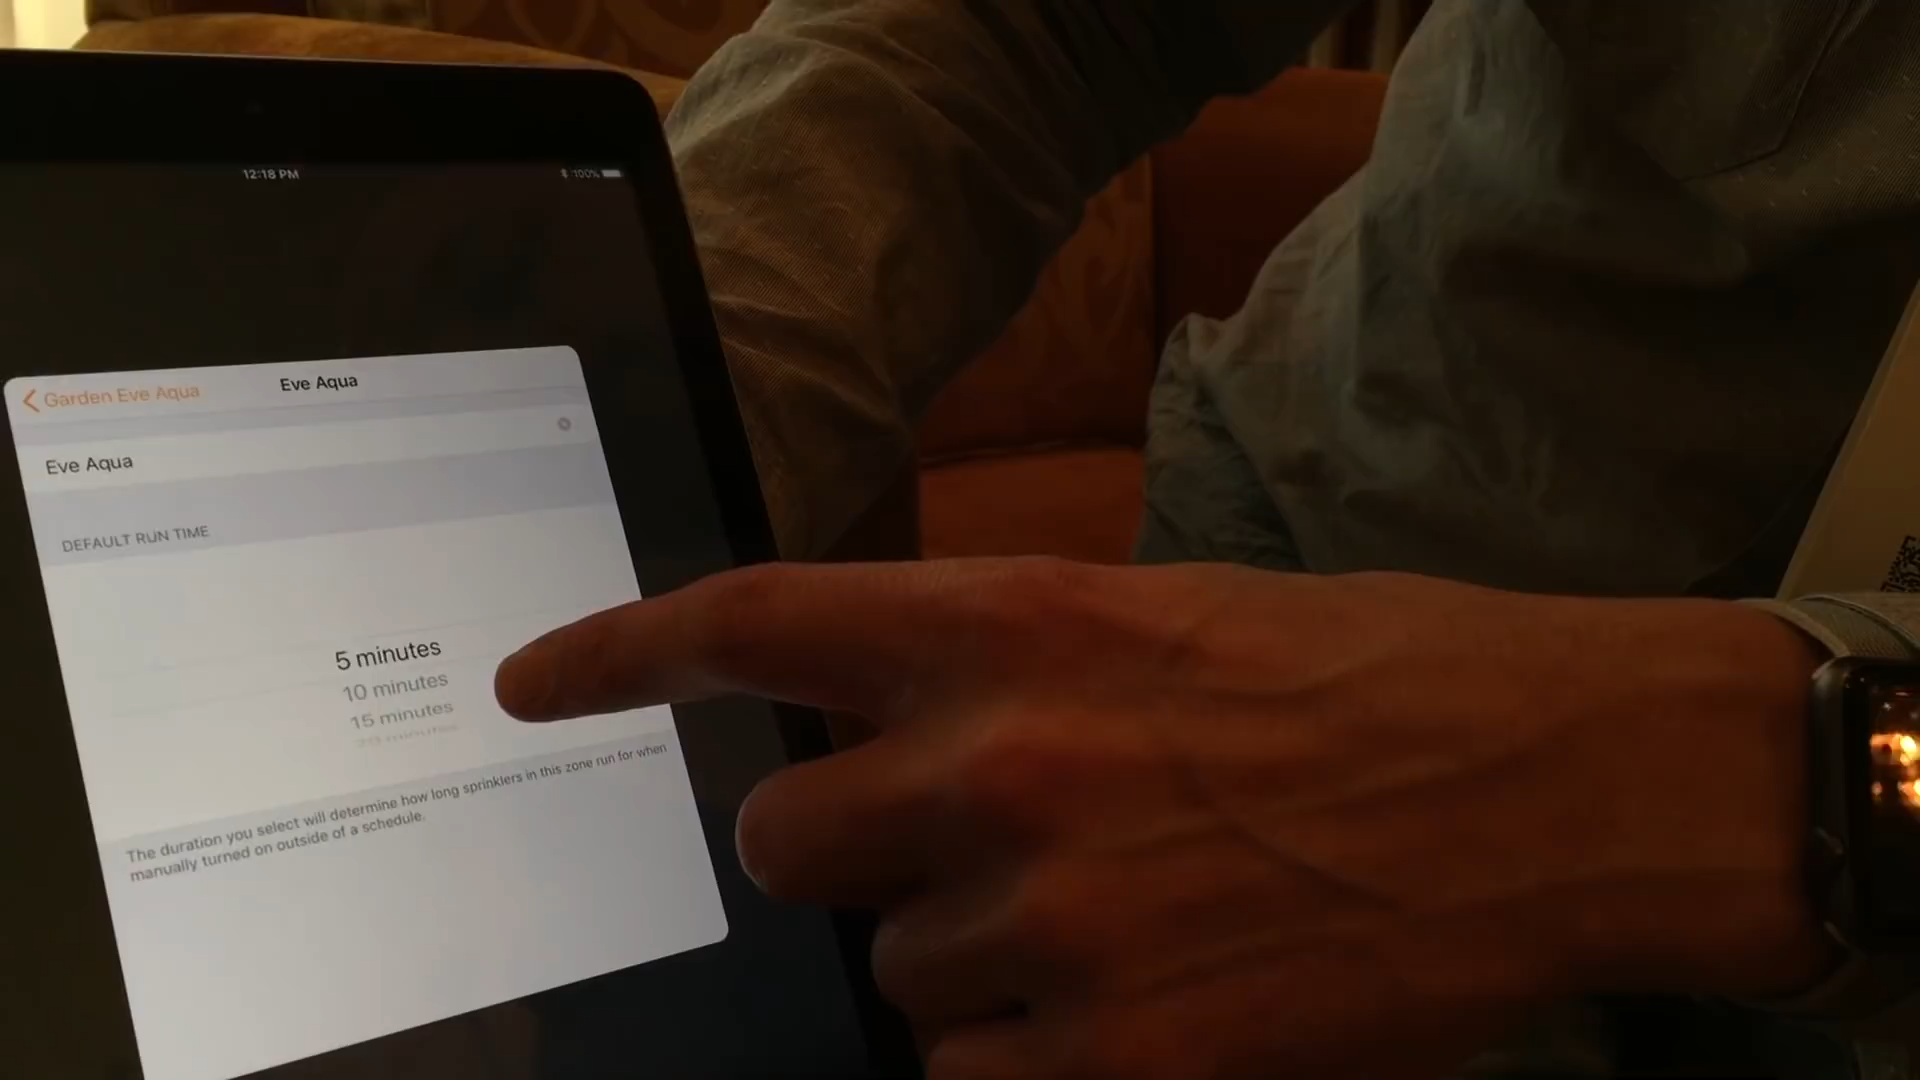 12:18 PM
100%
Garden Eve Aqua
Eve Aqua
Eve Aqua
DEFAULT RUN TIME
5 minutes
10 minutes
15 minutes
The duration you select will determine how long sprinklers in this zone run for when
manually turned on outside of a schedule.